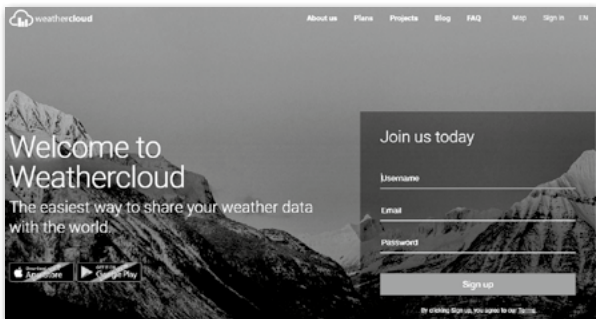 weathercloud
About us Plans Projects Blog FAQ Map Sign in EN
Welcome to
Weathercloud
The easiest way to share your weather data
with the world.
App Store
Google Play
Join us today
Username
Email
Password
Sign up
By clicking Sign up, you agree to our Terms.